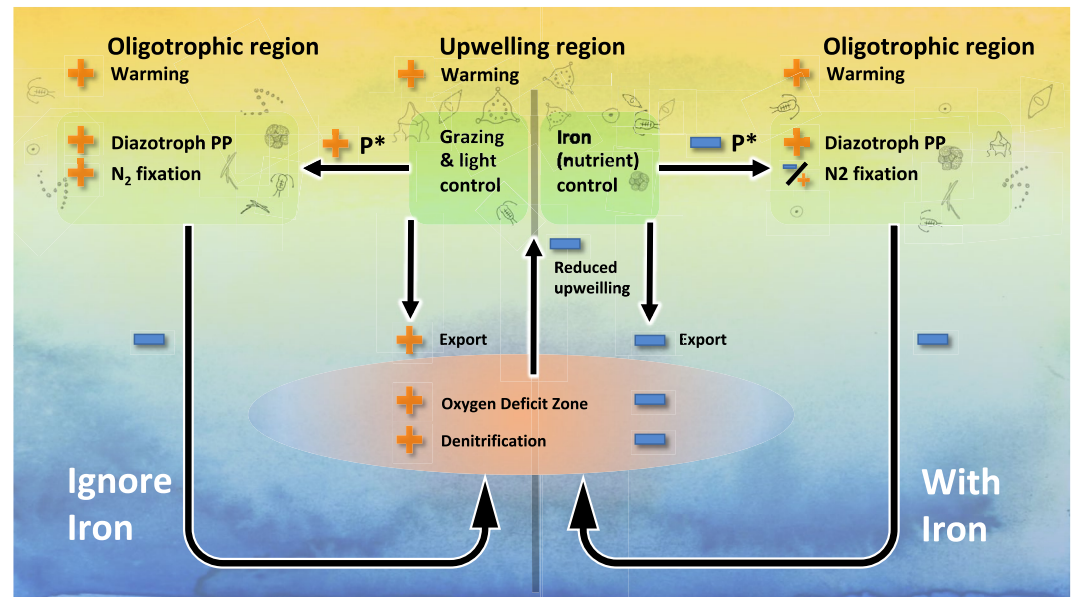 Oligotrophic region
Warming
Diazotroph PP
N₂ fixation
P*
Upwelling region
Warming
Grazing
& light
control
Iron
(nutrient)
control
P*
Oligotrophic region
Warming
Diazotroph PP
N2 fixation
Reduced
upweilling
Export
Export
Oxygen Deficit Zone
Denitrification
Ignore
Iron
With
Iron